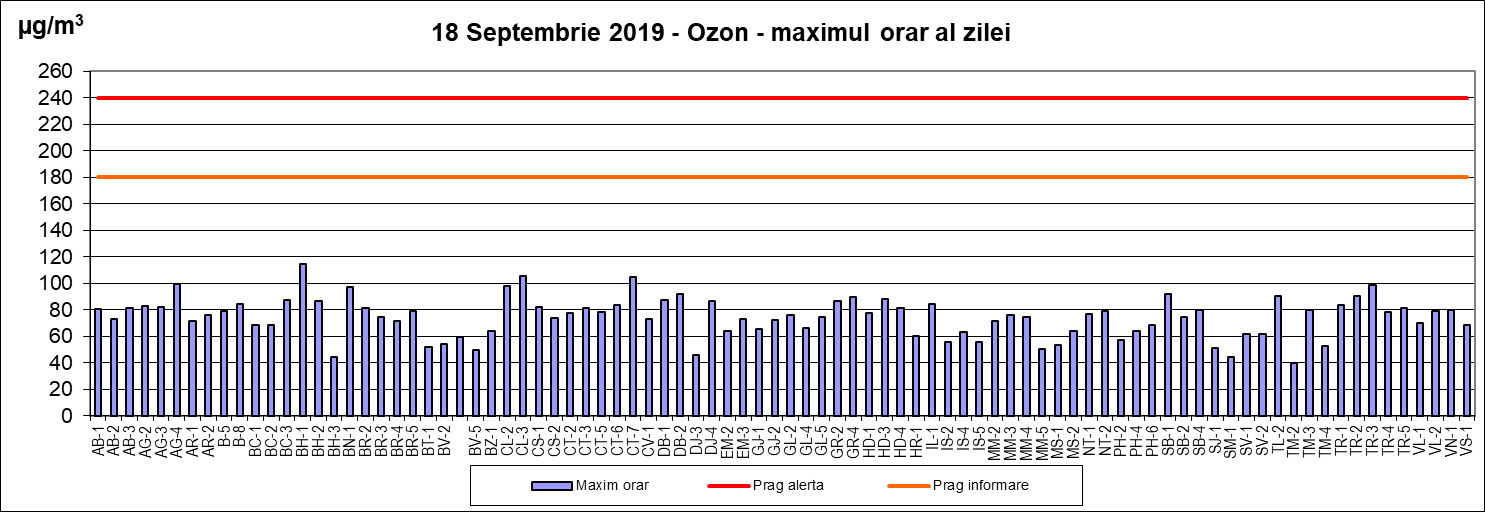 µg/m³
18 Septembrie 2019 - Ozon - maximul orar al zilei
260
240
220
200
180
160
140
120
100
80
60
40
20
0
AB-1
AB-2
AB-3
AG-2
AG-3
AG-4
AR-1
AR-2
B-5
B-8
BC-1
BC-2
BC-3
BH-1
BH-2
BH-3
BN-1
BR-2
BR-3
BR-4
BR-5
BT-1
BV-2
BV-5
BZ-1
CL-2
CL-3
CS-1
CS-2
CT-2
CT-3
CT-5
CT-6
CT-7
CV-1
DB-1
DB-2
DJ-3
DJ-4
EM-2
EM-3
GJ-1
GJ-2
GL-2
GL-4
GL-5
GR-2
GR-4
HD-1
HD-3
HD-4
HR-1
IL-1
IS-2
IS-4
IS-5
MM-2
MM-3
MM-4
MM-5
MS-1
MS-2
NT-1
NT-2
PH-2
PH-4
PH-6
SB-1
SB-2
SB-4
SJ-1
SM-1
SV-1
SV-2
TL-2
TM-2
TM-3
TM-4
TR-1
TR-2
TR-3
TR-4
TR-5
VL-1
VL-2
VN-1
VS-1
Maxim orar
Prag alerta
Prag informare